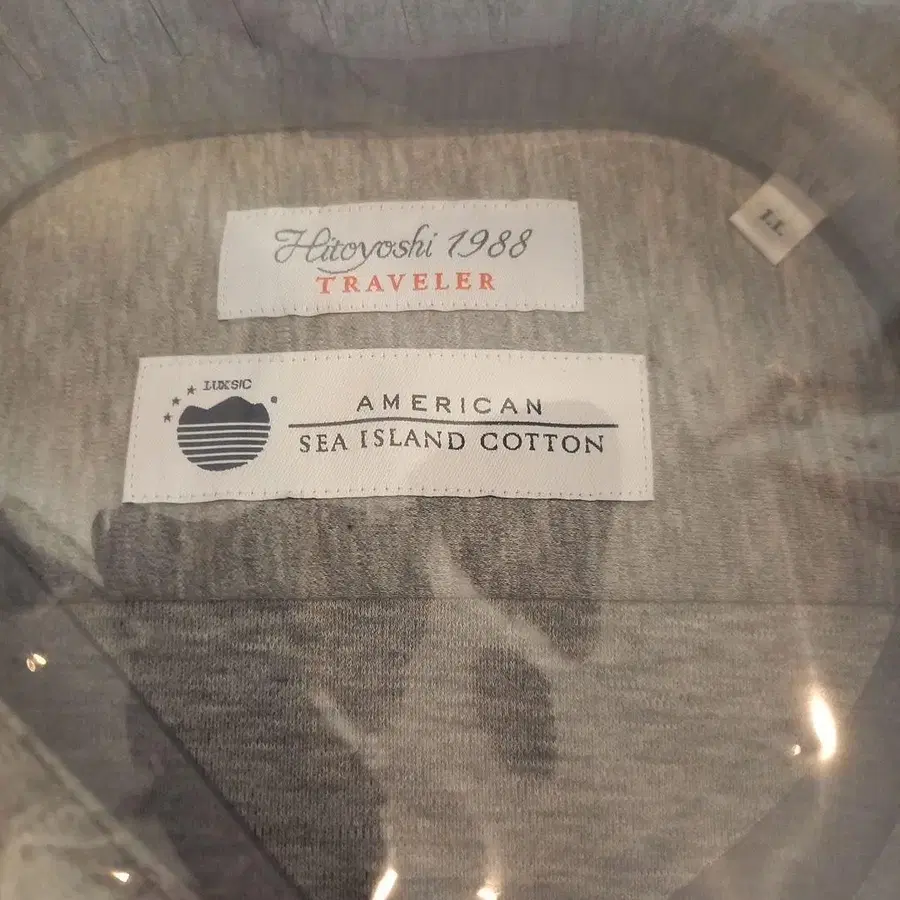 Hitoyoshi 1988
TRAVELER
LL
LUXSIC
AMERICAN
SEA ISLAND COTTON